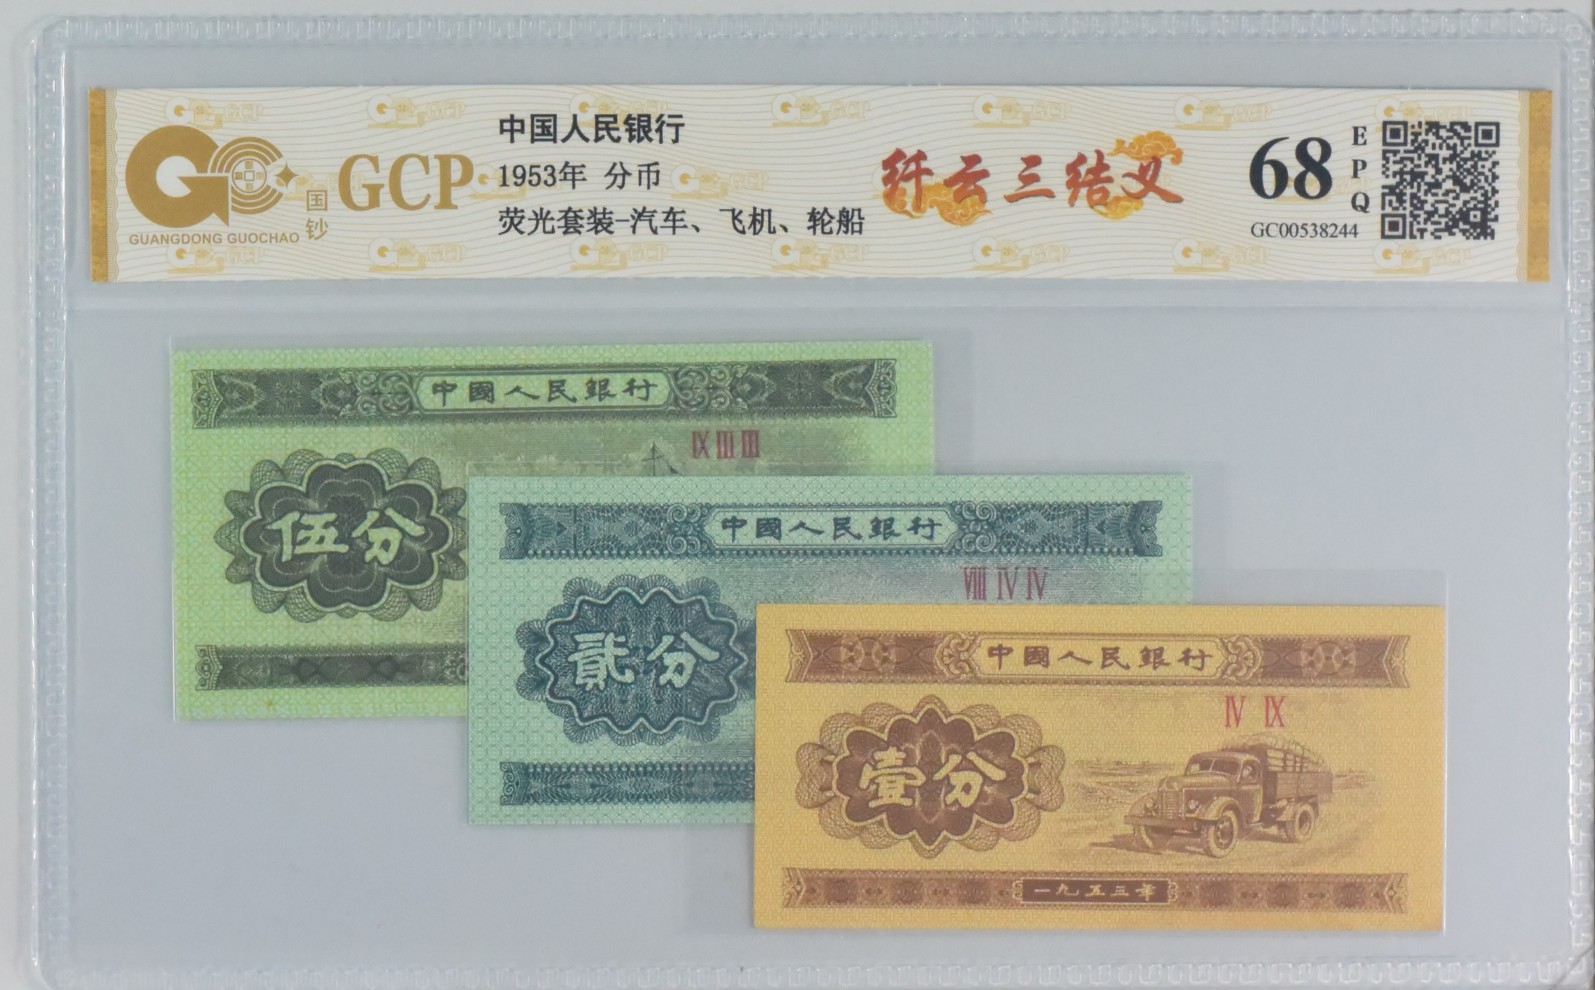 GCP
国钞
GUANGDONG GUOCHAO
中国人民银行
1953年 分币
荧光套装-汽车、飞机、轮船
纤云三结义
68
EPQ
GC00538244
中國人民銀行
IX III III
伍分
中國人民銀行
VIII IV IV
貳分
中國人民銀行
IV IX
壹分
一九五三年